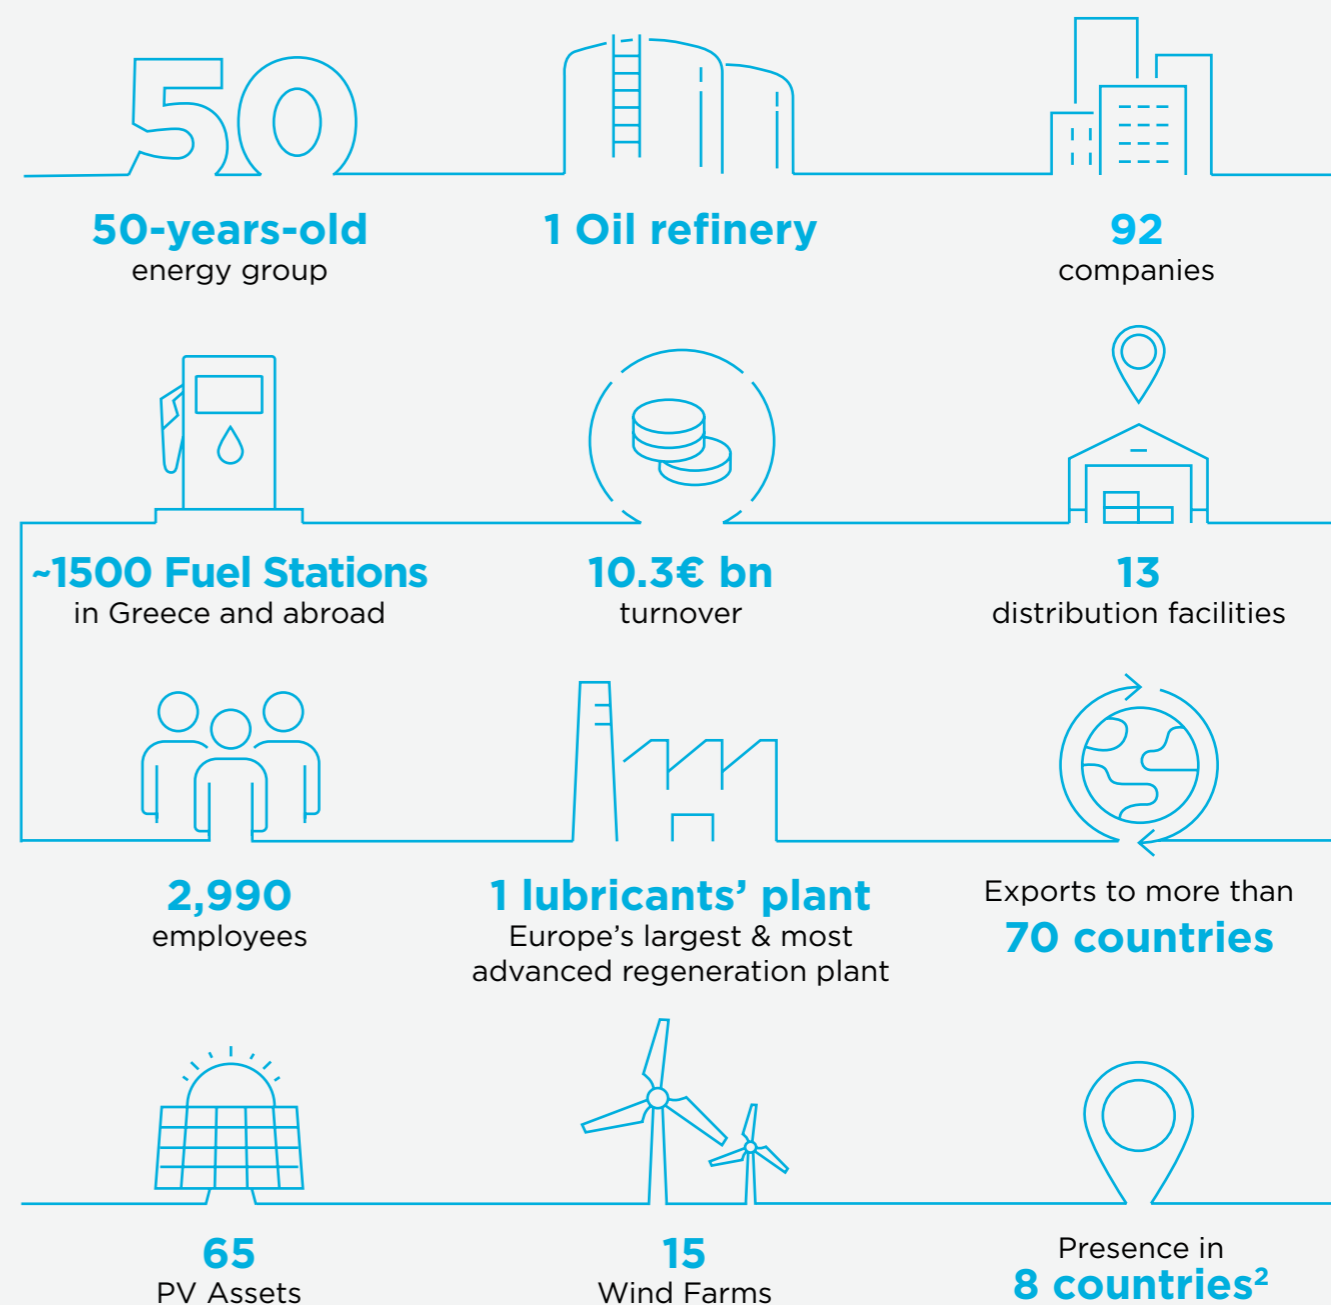 50
50-years-old
energy group
1 Oil refinery
92
companies
~1500 Fuel Stations
in Greece and abroad
10.3€ bn
turnover
13
distribution facilities
2,990
employees
1 lubricants’ plant
Europe’s largest & most
advanced regeneration plant
Exports to more than
70 countries
65
PV Assets
15
Wind Farms
Presence in
8 countries²